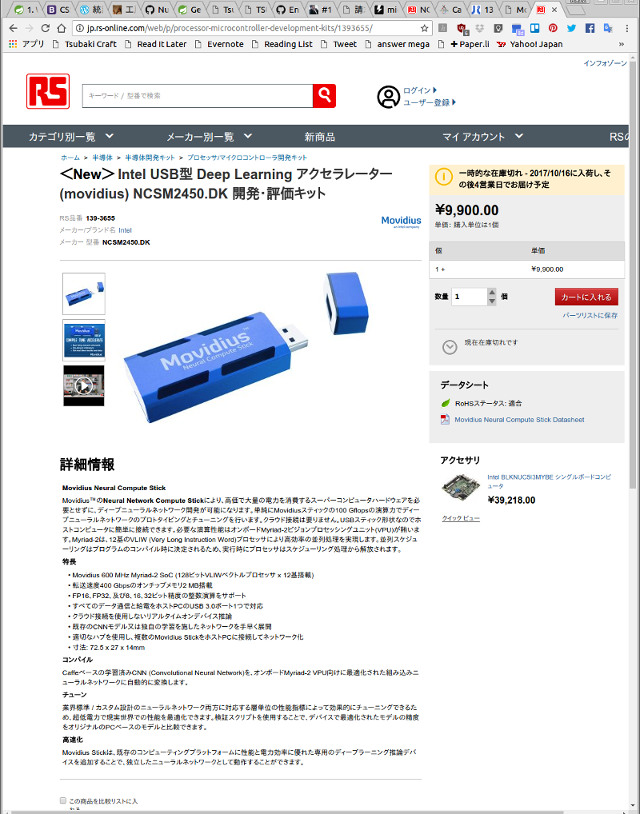 jp.rs-online.com/web/p/processor-microcontroller-development-kits/1393655/
アプリ Tsubaki Craft Read It Later Evernote Reading List Tweet answer mega Paper.li Yahoo! Japan »
インフォゾーン
RS
キーワード / 型番で検索
ログイン
ユーザー登録
カテゴリ別一覧 メーカー別一覧 新商品 マイ アカウント RSの
ホーム > 半導体 > 半導体開発キット > プロセッサ/マイクロコントローラ開発キット
<New> Intel USB型 Deep Learning アクセラレーター
(movidius) NCSM2450.DK 開発・評価キット
RS品番 139-3655
メーカー/ブランド名 Intel
メーカー 型番 NCSM2450.DK
Movidius
Movidius™
Neural Compute Stick
詳細情報
Movidius Neural Compute Stick
Movidius™のNeural Network Compute Stickにより、高価で大量の電力を消費するスーパーコンピュータハードウェアを必
要とせずに、ディープニューラルネットワーク開発が可能になります。単純にMovidiusスティックの100 Gflopsの演算力でディー
プニューラルネットワークのプロトタイピングとチューニングを行います。クラウド接続は要りません。USBスティック形状なのでホ
ストコンピュータに簡単に接続できます。必要な演算性能はオンボードMyriad-2ビジョンプロセッシングユニット(VPU)が賄いま
す。Myriad-2は、12基のVLIW (Very Long Instruction Word)プロセッサにより高効率の並列処理を実現します。並列スケジュ
ーリングはプログラムのコンパイル時に決定されるため、実行時にプロセッサはスケジューリング処理から解放されます。
特長
• Movidius 600 MHz Myriad-2 SoC (128ビットVLIWベクトルプロセッサ x 12基搭載)
• 転送速度400 Gbpsのオンチップメモリ2 MB搭載
• FP16, FP32, 及び8, 16, 32ビット精度の整数演算をサポート
• すべてのデータ通信と給電をホストPCのUSB 3.0ポート1つで対応
• クラウド接続を使用しないリアルタイムオンデバイス推論
• 既存のCNNモデル又は独自の学習を施したネットワークを手早く展開
• 適切なハブを使用し、複数のMovidius StickをホストPCに接続してネットワーク化
• 寸法: 72.5 x 27 x 14mm
コンパイル
Caffeベースの学習済みCNN (Convolutional Neural Network)を、オンボードMyriad-2 VPU向けに最適化された組み込みニ
ューラルネットワークに自動的に変換します。
チューン
業界標準 / カスタム設計のニューラルネットワーク両方に対応する層単位の性能指標によって効果的にチューニングできるた
め、超低電力で現実世界での性能を最適化できます。検証スクリプトを使用することで、デバイスで最適化されたモデルの精度
をオリジナルのPCベースのモデルと比較できます。
高速化
Movidius Stickは、既存のコンピューティングプラットフォームに性能と電力効率に優れた専用のディープラーニング推論デバ
イスを追加することで、独立したニューラルネットワークとして動作することができます。
この商品を比較リストに入
れる
一時的な在庫切れ - 2017/10/16に入荷し、そ
の後4営業日でお届け予定
¥9,900.00
単価: 購入単位は1個
個 単価
1 + ¥9,900.00
数量 1 個 カートに入れる
パーツリストに保存
現在在庫切れです
データシート
RoHSステータス: 適合
Movidius Neural Compute Stick Datasheet
アクセサリ
Intel BLKNUC5I3MYBE シングルボードコンピ
ュータ
¥39,218.00
クイック ビュー